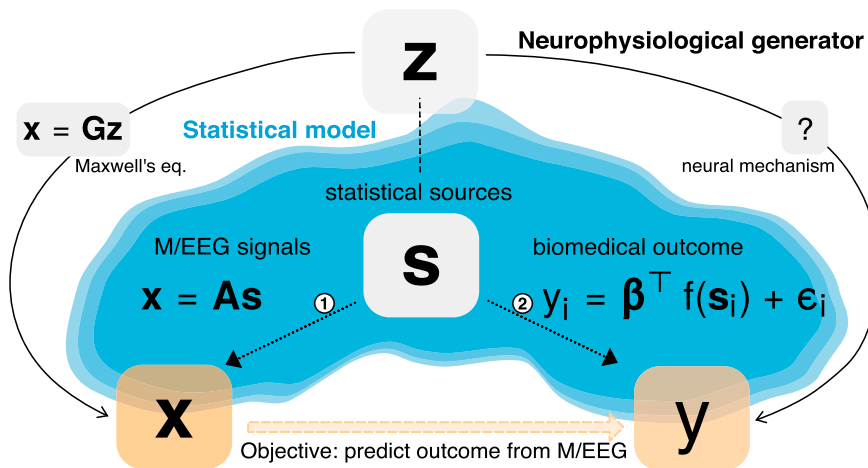 z
Neurophysiological generator
x = Gz
Maxwell's eq.
Statistical model
?
neural mechanism
statistical sources
M/EEG signals
s
biomedical outcome
x = As
①
② yᵢ = β⊤ f(sᵢ) + ϵᵢ
x
y
Objective: predict outcome from M/EEG